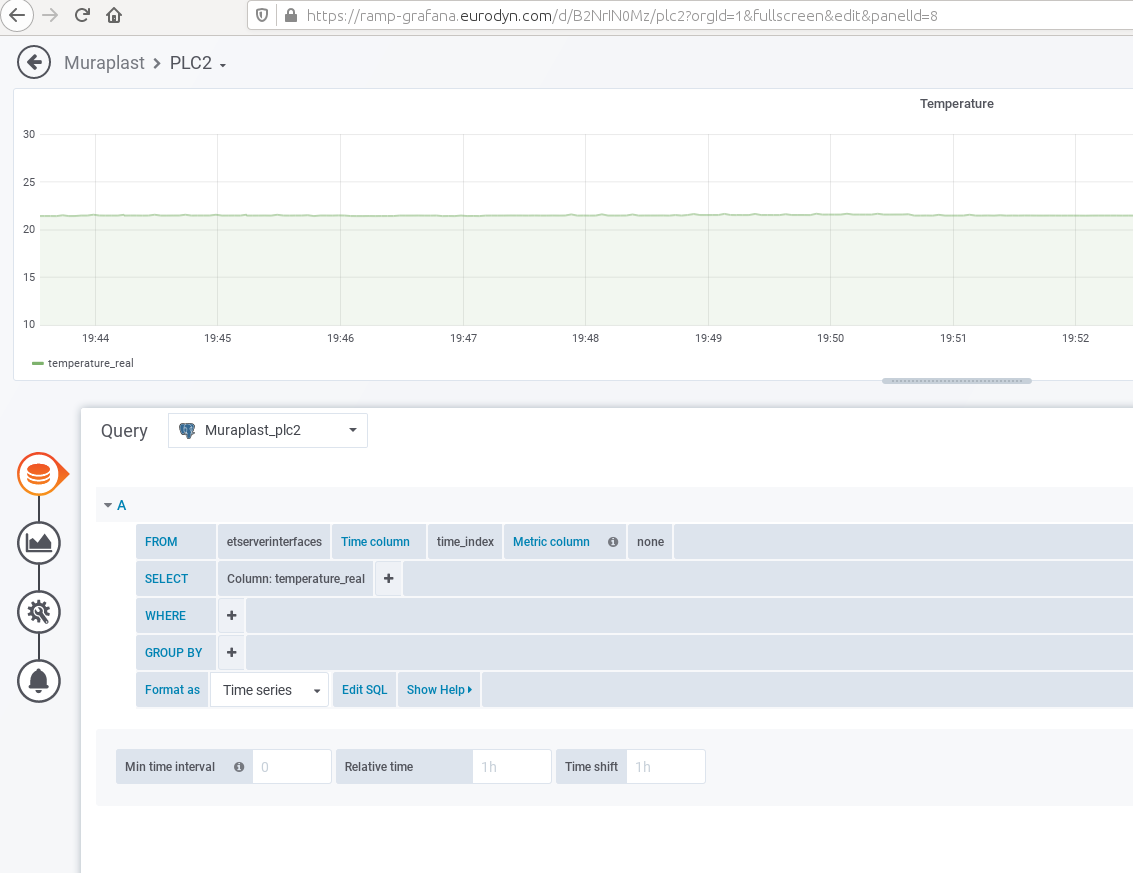 https://ramp-grafana.eurodyn.com/d/B2NrIN0Mz/plc2?orgId=1&fullscreen&edit&panelId=8
Muraplast > PLC2
Temperature
30
25
20
15
10
19:44 19:45 19:46 19:47 19:48 19:49 19:50 19:51 19:52
temperature_real
Query Muraplast_plc2
A
FROM etserverinterfaces Time column time_index Metric column none
SELECT Column: temperature_real +
WHERE +
GROUP BY +
Format as Time series Edit SQL Show Help
Min time interval 0 Relative time 1h Time shift 1h